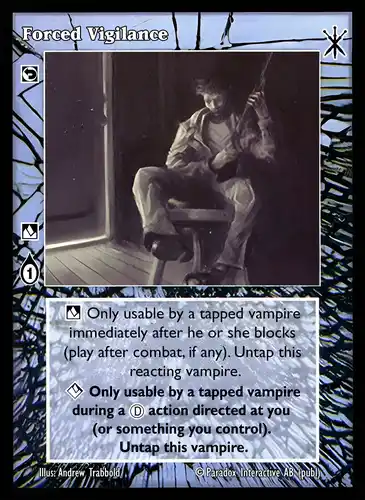 Forced Vigilance
1
Only usable by a tapped vampire
immediately after he or she blocks
(play after combat, if any). Untap this
reacting vampire.
Only usable by a tapped vampire
during a Ⓓ action directed at you
(or something you control).
Untap this vampire.
Illus: Andrew Trabbold © Paradox Interactive AB (publ)